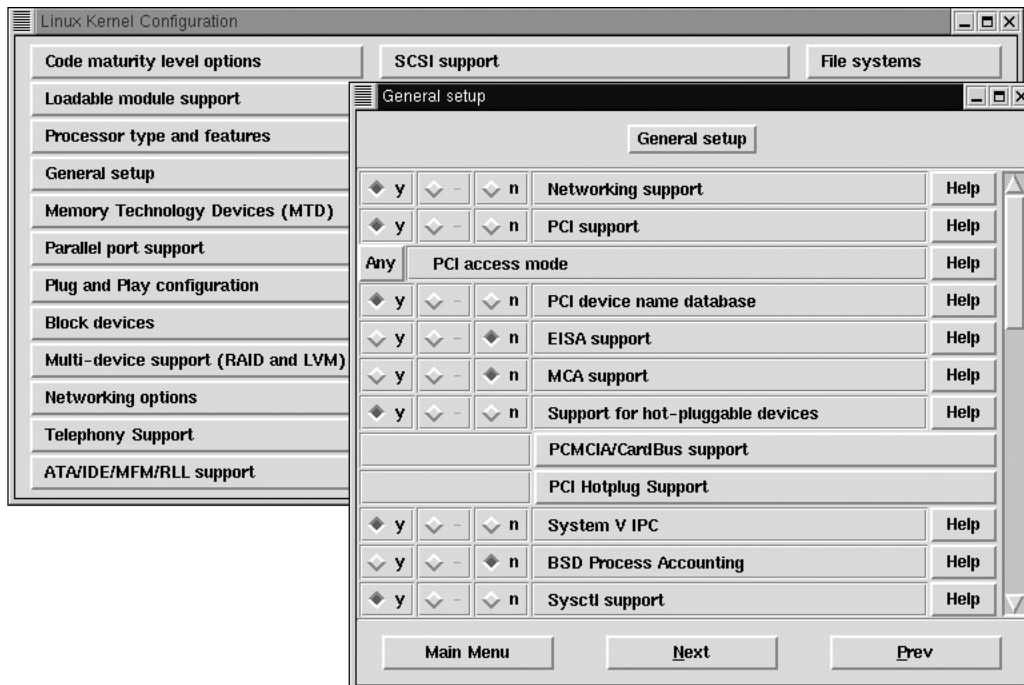 Linux Kernel Configuration
Code maturity level options
SCSI support
File systems
Loadable module support
Processor type and features
General setup
Memory Technology Devices (MTD)
Parallel port support
Plug and Play configuration
Block devices
Multi-device support (RAID and LVM)
Networking options
Telephony Support
ATA/IDE/MFM/RLL support
General setup
General setup
y - n Networking support Help
y - n PCI support Help
Any PCI access mode Help
y - n PCI device name database Help
y - n EISA support Help
y - n MCA support Help
y - n Support for hot-pluggable devices Help
PCMCIA/CardBus support
PCI Hotplug Support
y - n System V IPC Help
y - n BSD Process Accounting Help
y - n Sysctl support Help
Main Menu
Next
Prev